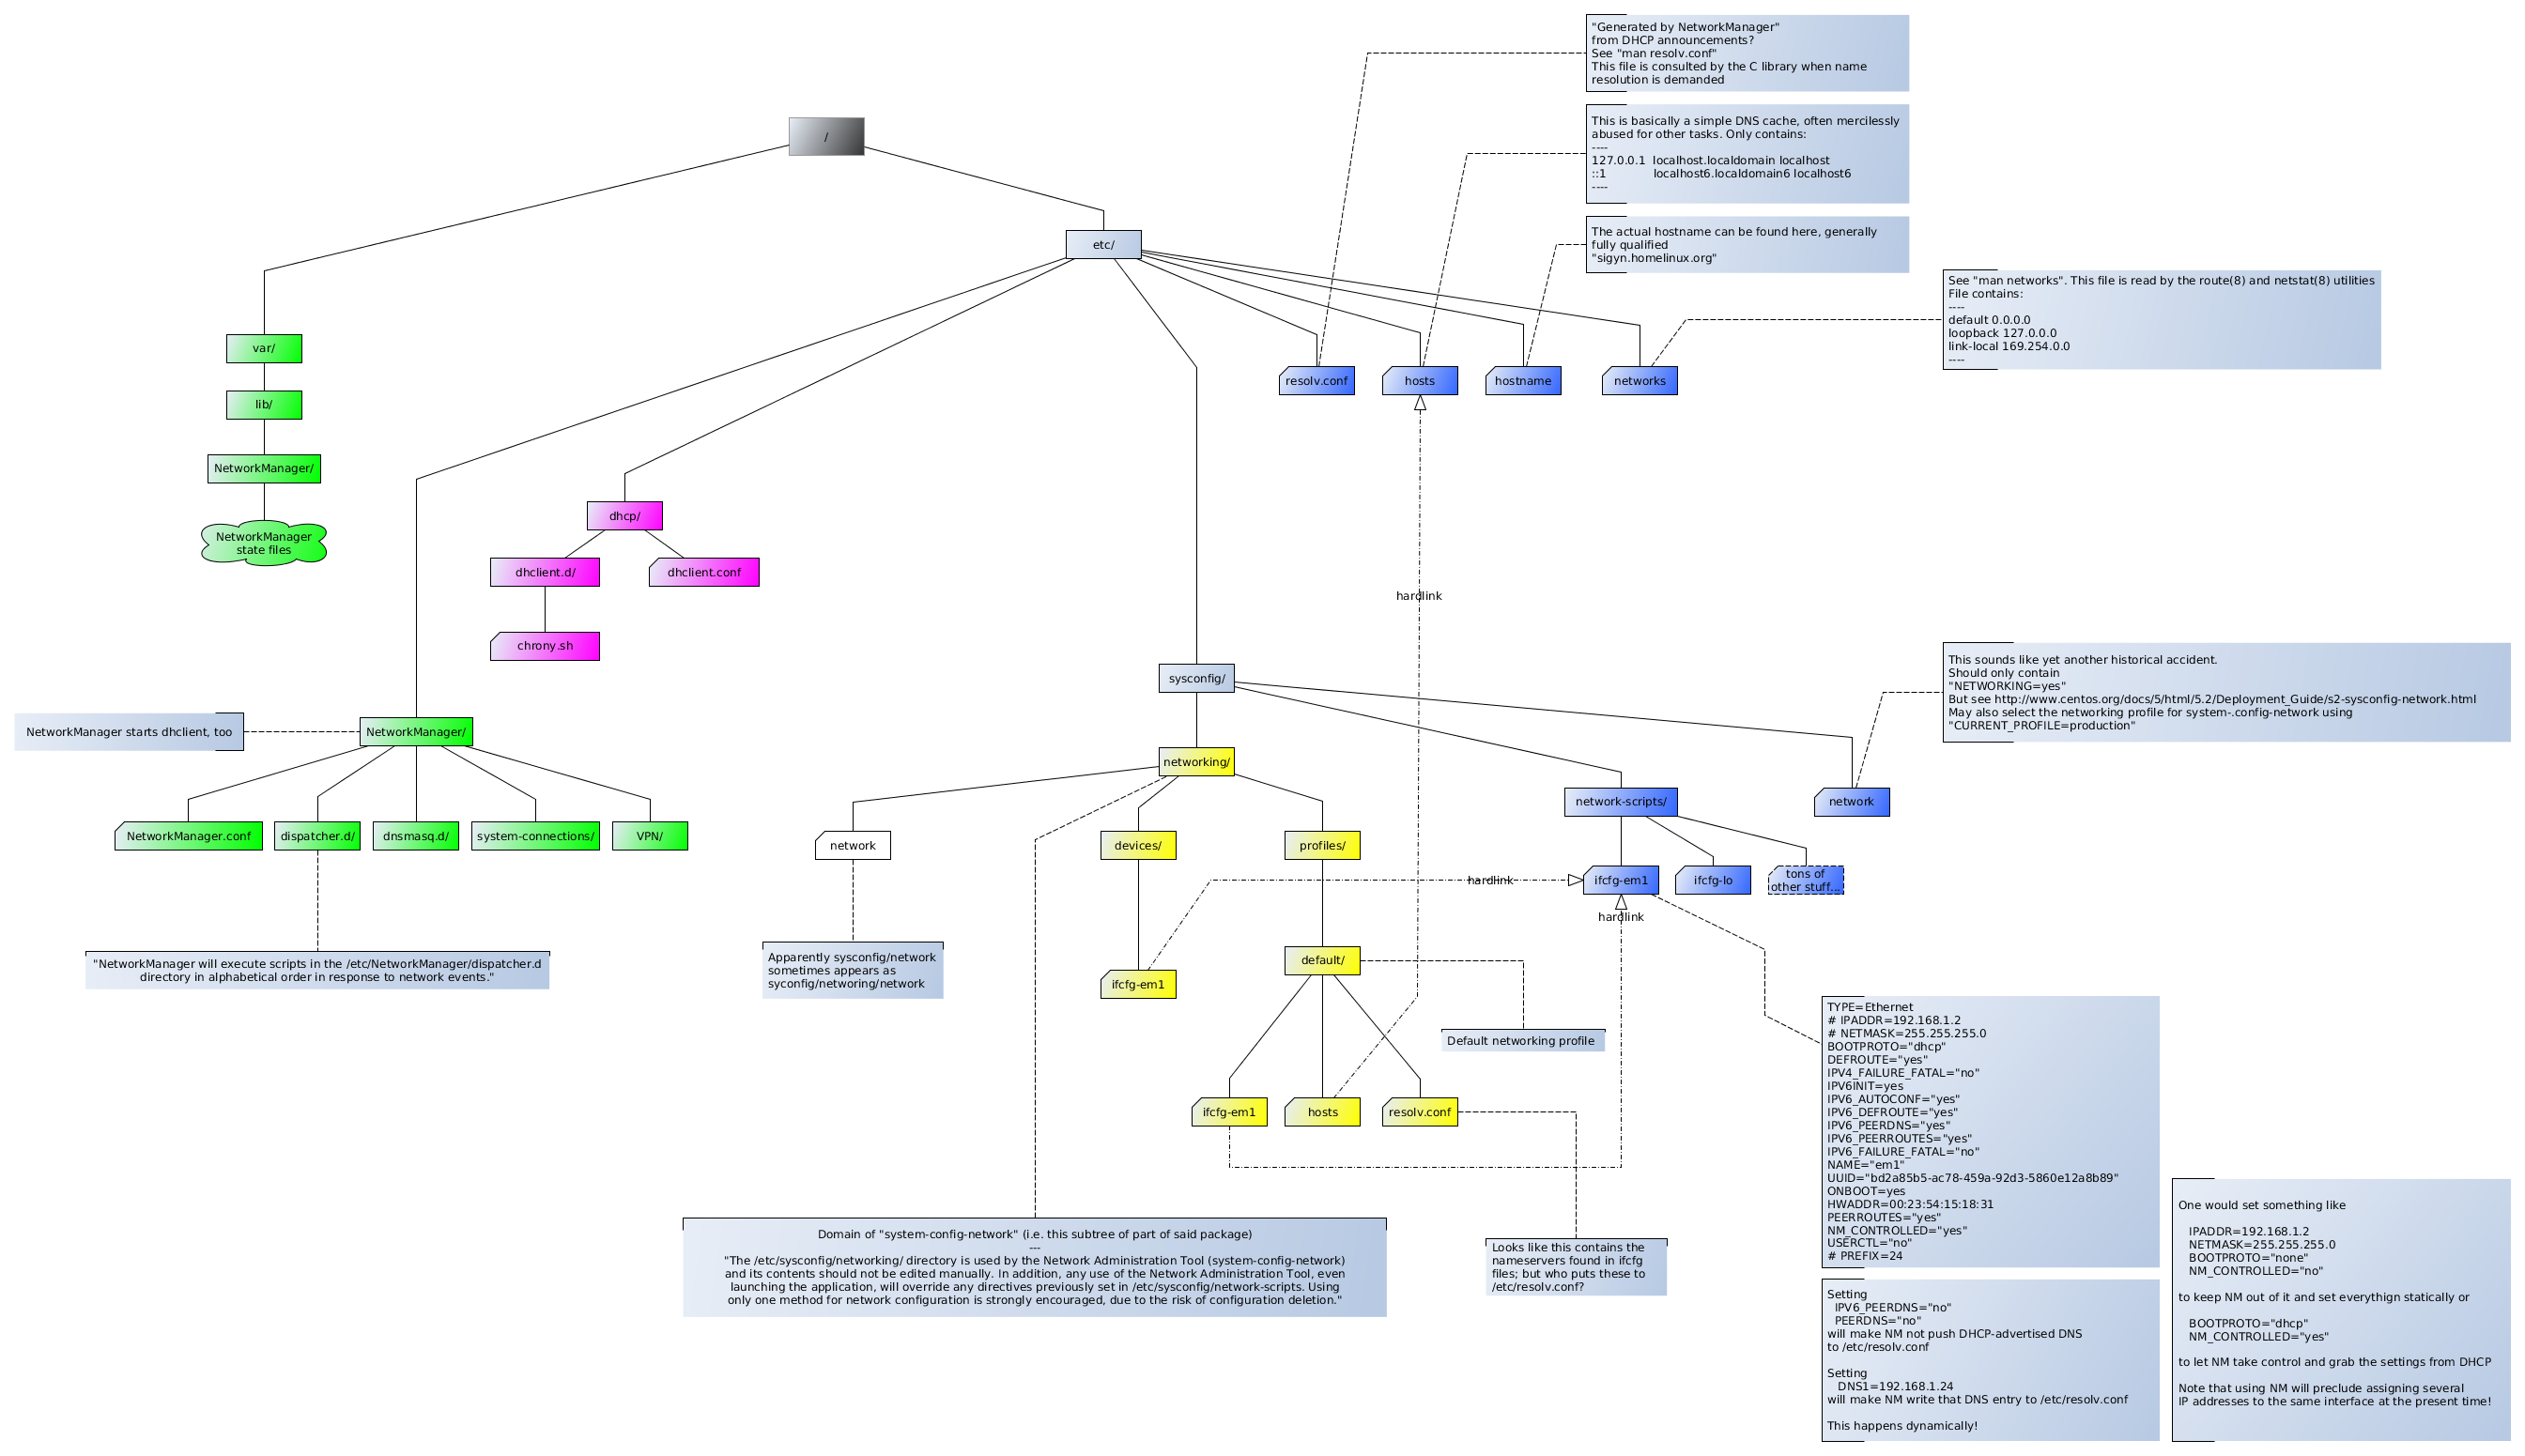 "Generated by NetworkManager"
from DHCP announcements?
See "man resolv.conf"
This file is consulted by the C library when name
resolution is demanded
This is basically a simple DNS cache, often mercilessly
abused for other tasks. Only contains:
----
127.0.0.1  localhost.localdomain localhost
::1             localhost6.localdomain6 localhost6
----
/
The actual hostname can be found here, generally
fully qualified
"sigyn.homelinux.org"
etc/
See "man networks". This file is read by the route(8) and netstat(8) utilities
File contains:
----
default 0.0.0.0
loopback 127.0.0.0
link-local 169.254.0.0
----
var/
resolv.conf
hosts
hostname
networks
lib/
NetworkManager/
dhcp/
NetworkManager
state files
dhclient.d/
dhclient.conf
hardlink
chrony.sh
sysconfig/
This sounds like yet another historical accident.
Should only contain
"NETWORKING=yes"
But see http://www.centos.org/docs/5/html/5.2/Deployment_Guide/s2-sysconfig-network.html
May also select the networking profile for system-.config-network using
"CURRENT_PROFILE=production"
NetworkManager starts dhclient, too
NetworkManager/
networking/
network-scripts/
network
NetworkManager.conf
dispatcher.d/
dnsmasq.d/
system-connections/
VPN/
network
devices/
profiles/
hardlink
ifcfg-em1
ifcfg-lo
tons of
other stuff...
hardlink
"NetworkManager will execute scripts in the /etc/NetworkManager/dispatcher.d
directory in alphabetical order in response to network events."
Apparently sysconfig/network
sometimes appears as
syconfig/networing/network
ifcfg-em1
default/
Default networking profile
ifcfg-em1
hosts
resolv.conf
TYPE=Ethernet
# IPADDR=192.168.1.2
# NETMASK=255.255.255.0
BOOTPROTO="dhcp"
DEFROUTE="yes"
IPV4_FAILURE_FATAL="no"
IPV6INIT=yes
IPV6_AUTOCONF="yes"
IPV6_DEFROUTE="yes"
IPV6_PEERDNS="yes"
IPV6_PEERROUTES="yes"
IPV6_FAILURE_FATAL="no"
NAME="em1"
UUID="bd2a85b5-ac78-459a-92d3-5860e12a8b89"
ONBOOT=yes
HWADDR=00:23:54:15:18:31
PEERROUTES="yes"
NM_CONTROLLED="yes"
USERCTL="no"
# PREFIX=24
Domain of "system-config-network" (i.e. this subtree of part of said package)
---
"The /etc/sysconfig/networking/ directory is used by the Network Administration Tool (system-config-network)
and its contents should not be edited manually. In addition, any use of the Network Administration Tool, even
launching the application, will override any directives previously set in /etc/sysconfig/network-scripts. Using
only one method for network configuration is strongly encouraged, due to the risk of configuration deletion."
Looks like this contains the
nameservers found in ifcfg
files; but who puts these to
/etc/resolv.conf?
Setting
IPV6_PEERDNS="no"
PEERDNS="no"
will make NM not push DHCP-advertised DNS
to /etc/resolv.conf
Setting
DNS1=192.168.1.24
will make NM write that DNS entry to /etc/resolv.conf
This happens dynamically!
One would set something like
IPADDR=192.168.1.2
NETMASK=255.255.255.0
BOOTPROTO="none"
NM_CONTROLLED="no"
to keep NM out of it and set everythign statically or
BOOTPROTO="dhcp"
NM_CONTROLLED="yes"
to let NM take control and grab the settings from DHCP
Note that using NM will preclude assigning several
IP addresses to the same interface at the present time!